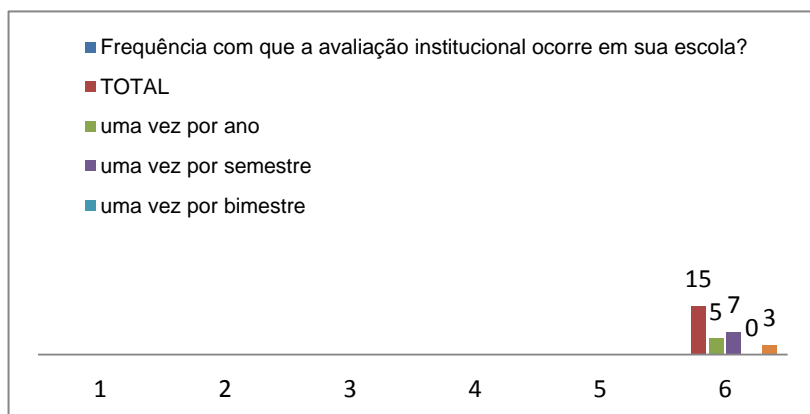 Frequência com que a avaliação institucional ocorre em sua escola?
TOTAL
uma vez por ano
uma vez por semestre
uma vez por bimestre
15 5 7 0 3
1 2 3 4 5 6